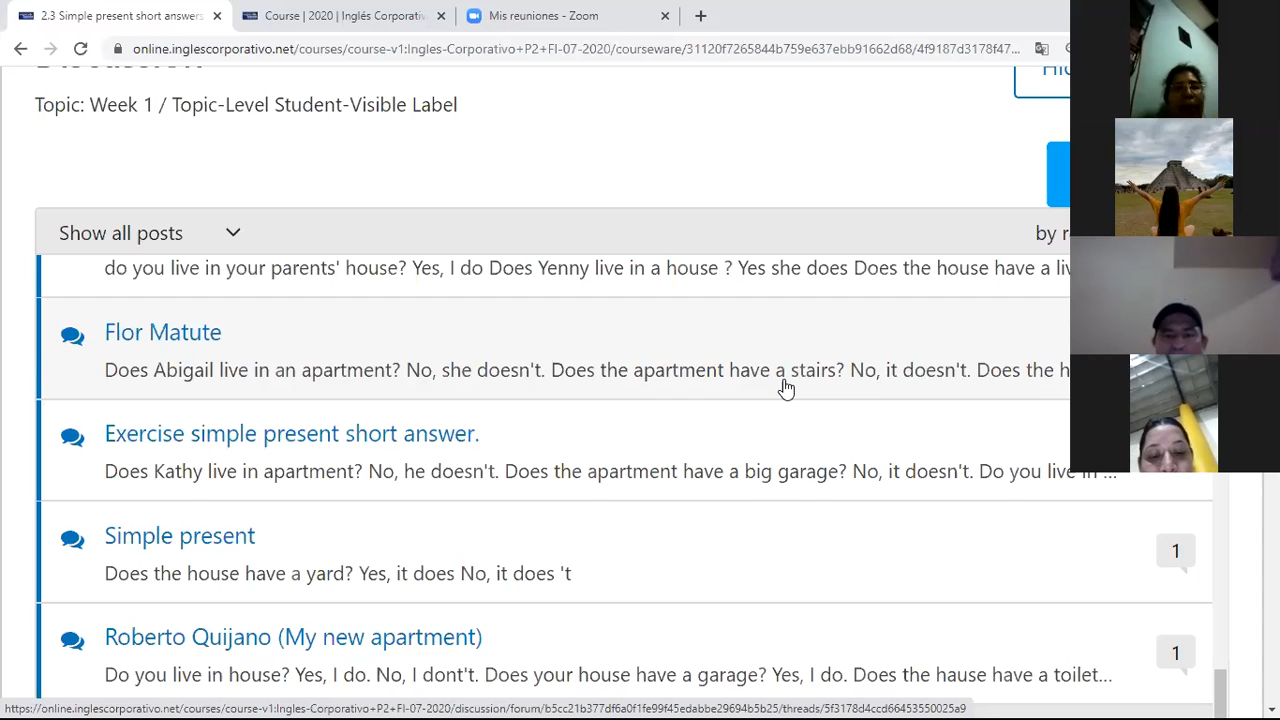 2.3 Simple present short answers
Course | 2020 | Inglés Corporativ
Mis reuniones - Zoom
online.inglescorporativo.net/courses/course-v1:Ingles-Corporativo+P2+FI-07-2020/courseware/31120f7265844b759e637ebb91662d68/4f9187d3178f47...
Topic: Week 1 / Topic-Level Student-Visible Label
Show all posts
do you live in your parents' house? Yes, I do Does Yenny live in a house ? Yes she does Does the house have a
Flor Matute
Does Abigail live in an apartment? No, she doesn't. Does the apartment have a stairs? No, it doesn't. Does the
Exercise simple present short answer.
Does Kathy live in apartment? No, he doesn't. Does the apartment have a big garage? No, it doesn't. Do you live in ...
Simple present
1
Does the house have a yard? Yes, it does No, it does 't
Roberto Quijano (My new apartment)
1
Do you live in house? Yes, I do. No, I dont't. Does your house have a garage? Yes, I do. Does the hause have a toilet...
https://online.inglescorporativo.net/courses/course-v1:Ingles-Corporativo+P2+FI-07-2020/discussion/forum/b5cc21b377df6a0f1fe99f45edabbe29694b5b25/threads/5f3178d4ccd66453550025a9